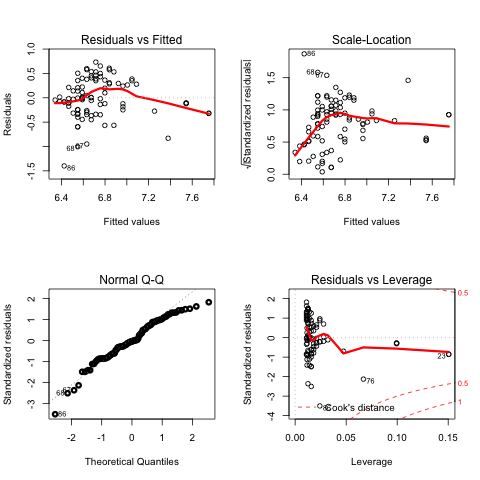 Residuals vs Fitted
Residuals
1.0
0.5
0.0
-0.5
-1.5
68
86
6.4 6.8 7.2 7.6
Fitted values
Scale-Location
√|Standardized residuals|
1.5
1.0
0.5
0.0
86
68
6.4 6.8 7.2 7.6
Fitted values
Normal Q-Q
Standardized residuals
2
1
0
-1
-2
-3
68
86
-2 -1 0 1 2
Theoretical Quantiles
Residuals vs Leverage
Standardized residuals
2
1
0
-1
-2
-3
-4
0.5
23
76
0.5
Cook's distance
1
0.00 0.05 0.10 0.15
Leverage